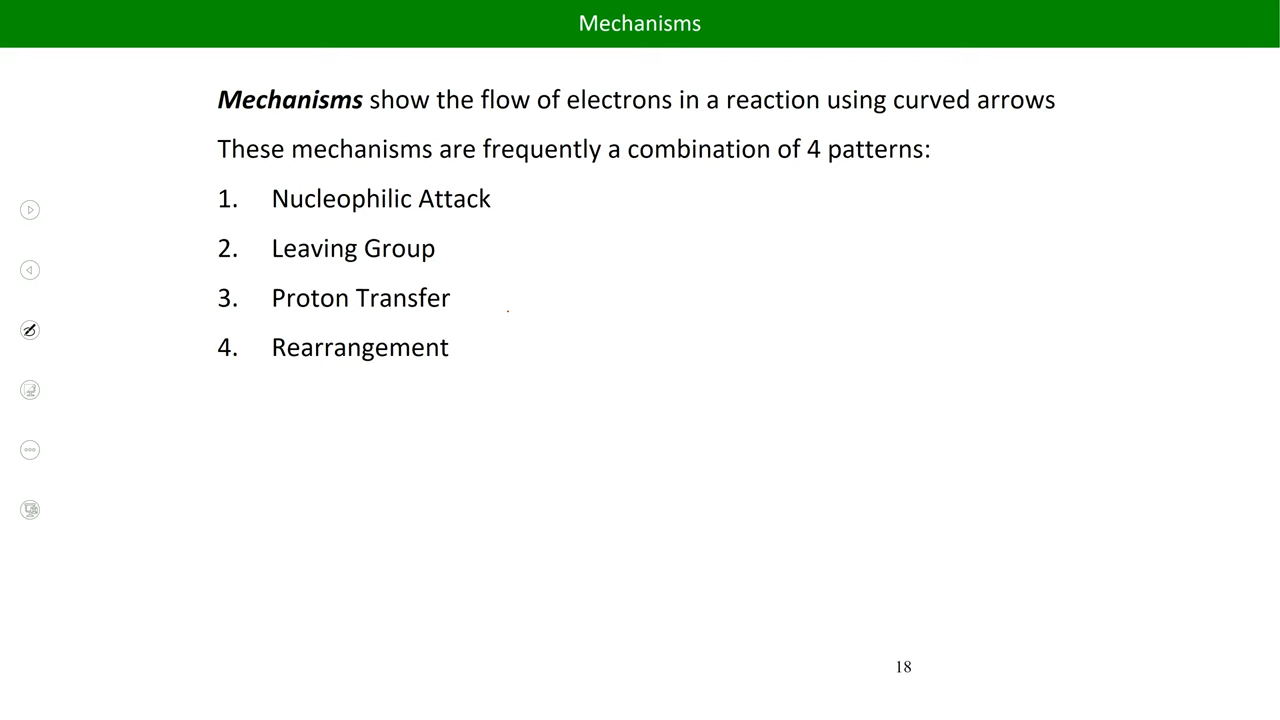 Mechanisms
Mechanisms show the flow of electrons in a reaction using curved arrows
These mechanisms are frequently a combination of 4 patterns:
1. Nucleophilic Attack
2. Leaving Group
3. Proton Transfer
4. Rearrangement
18